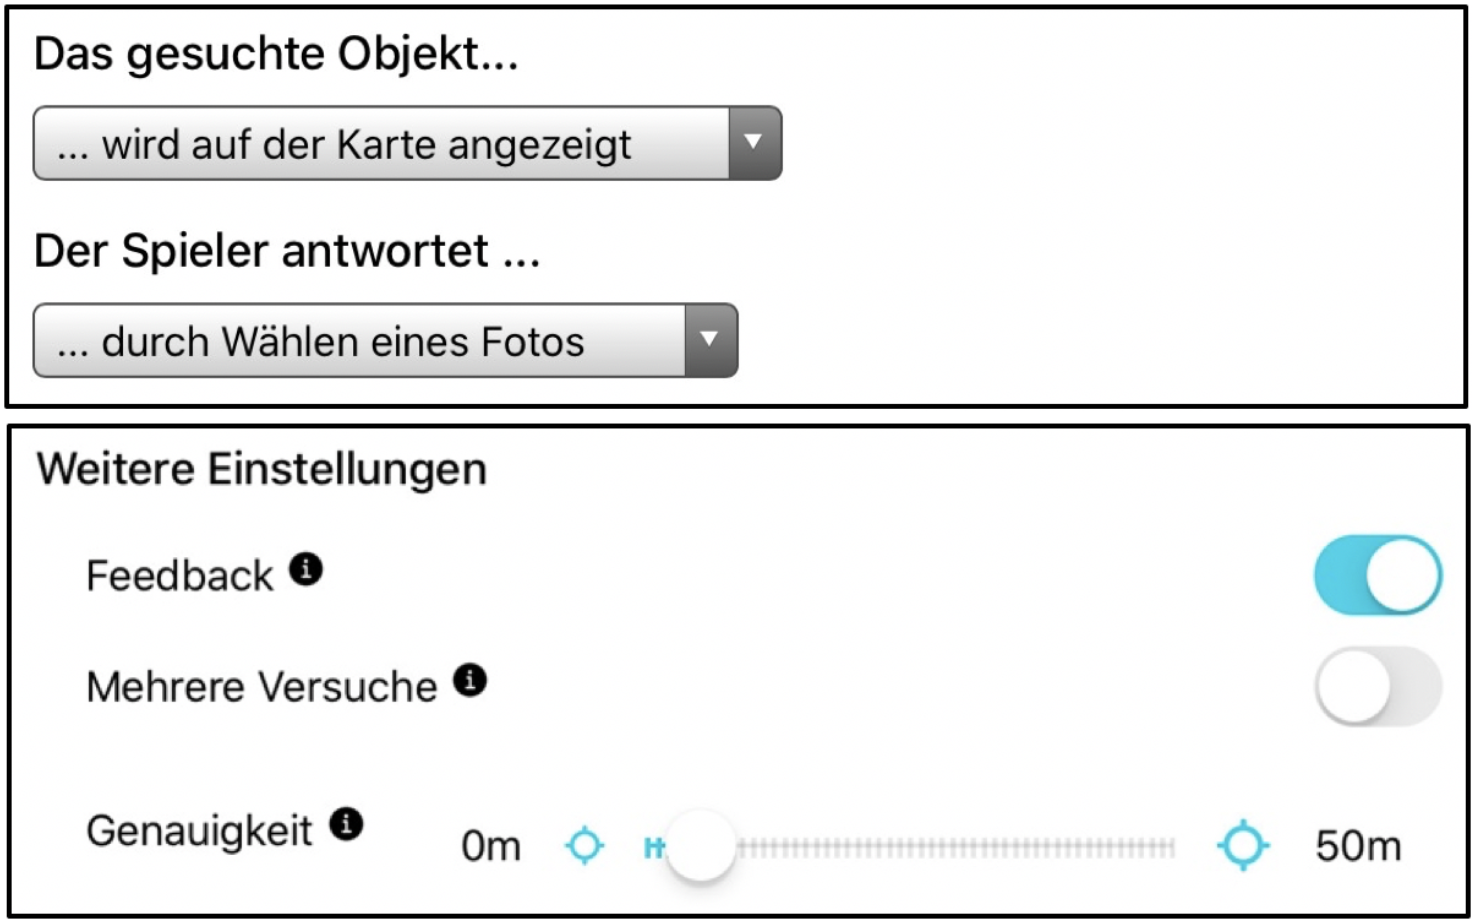 Das gesuchte Objekt...
... wird auf der Karte angezeigt
Der Spieler antwortet ...
... durch Wählen eines Fotos
Weitere Einstellungen
Feedback
Mehrere Versuche
Genauigkeit 0m 50m